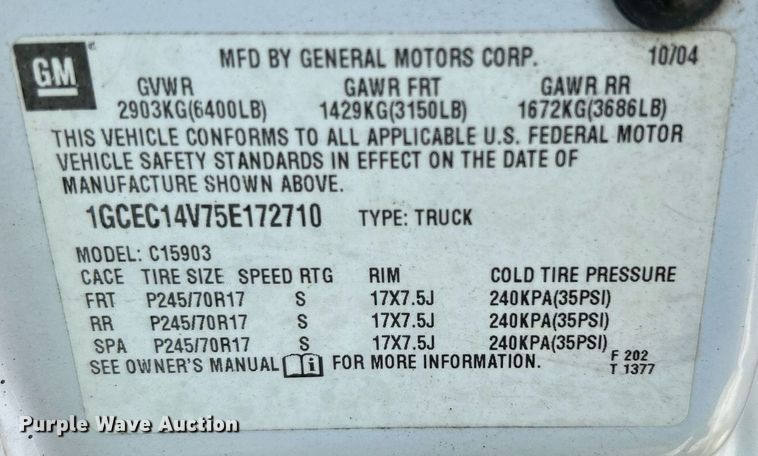 GM
MFD BY GENERAL MOTORS CORP. 10/04
GVWR GAWR FRT GAWR RR
2903KG(6400LB) 1429KG(3150LB) 1672KG(3686LB)
THIS VEHICLE CONFORMS TO ALL APPLICABLE U.S. FEDERAL MOTOR
VEHICLE SAFETY STANDARDS IN EFFECT ON THE DATE OF
MANUFACTURE SHOWN ABOVE.
1GCEC14V75E172710 TYPE: TRUCK
MODEL: C15903
CACE TIRE SIZE SPEED RTG RIM COLD TIRE PRESSURE
FRT P245/70R17 S 17X7.5J 240KPA(35PSI)
RR P245/70R17 S 17X7.5J 240KPA(35PSI)
SPA P245/70R17 S 17X7.5J 240KPA(35PSI)
SEE OWNER'S MANUAL i FOR MORE INFORMATION. F 202
T 1377
Purple Wave Auction